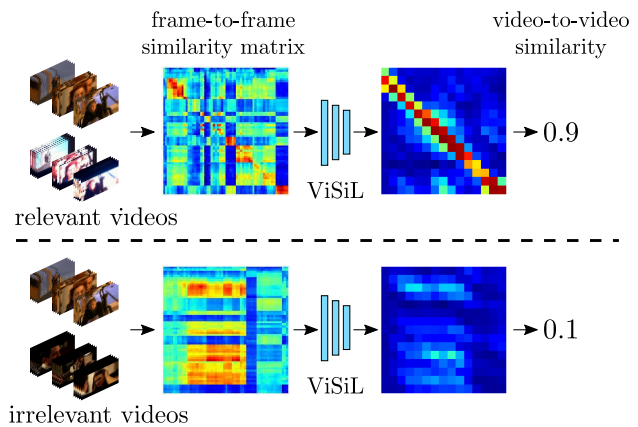 frame-to-frame
similarity matrix
video-to-video
similarity
ViSiL
0.9
relevant videos
ViSiL
0.1
irrelevant videos